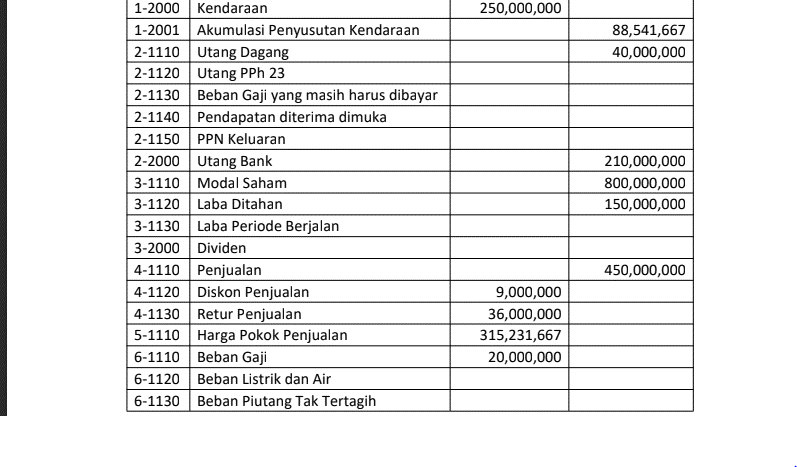 1-2000 Kendaraan 250,000,000
1-2001 Akumulasi Penyusutan Kendaraan 88,541,667
2-1110 Utang Dagang 40,000,000
2-1120 Utang PPh 23
2-1130 Beban Gaji yang masih harus dibayar
2-1140 Pendapatan diterima dimuka
2-1150 PPN Keluaran
2-2000 Utang Bank 210,000,000
3-1110 Modal Saham 800,000,000
3-1120 Laba Ditahan 150,000,000
3-1130 Laba Periode Berjalan
3-2000 Dividen
4-1110 Penjualan 450,000,000
4-1120 Diskon Penjualan 9,000,000
4-1130 Retur Penjualan 36,000,000
5-1110 Harga Pokok Penjualan 315,231,667
6-1110 Beban Gaji 20,000,000
6-1120 Beban Listrik dan Air
6-1130 Beban Piutang Tak Tertagih